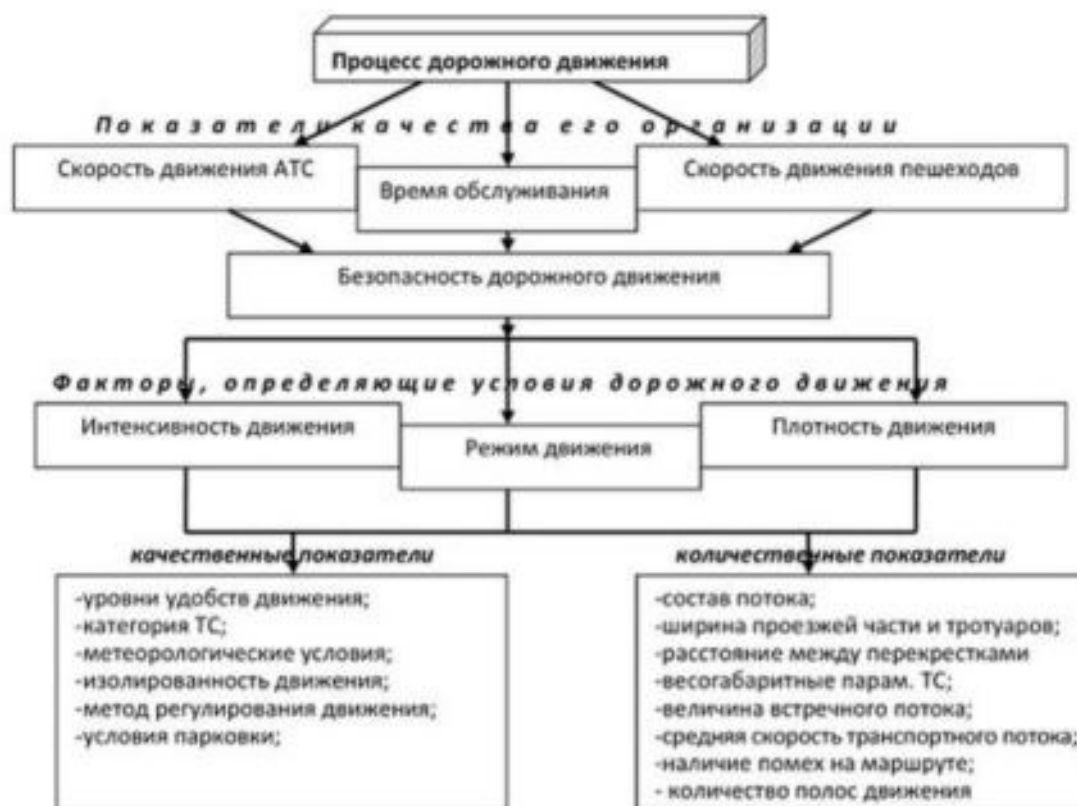 Процесс дорожного движения
Показатели качества его организации
Скорость движения АТС
Время обслуживания
Скорость движения пешеходов
Безопасность дорожного движения
Факторы, определяющие условия дорожного движения
Интенсивность движения
Режим движения
Плотность движения
качественные показатели
-уровни удобств движения;
-категория ТС;
-метеорологические условия;
-изолированность движения;
-метод регулирования движения;
-условия парковки;
количественные показатели
-состав потока;
-ширина проезжей части и тротуаров;
-расстояние между перекрестками
-весогабаритные парам. ТС;
-величина встречного потока;
-средняя скорость транспортного потока;
-наличие помех на маршруте;
- количество полос движения